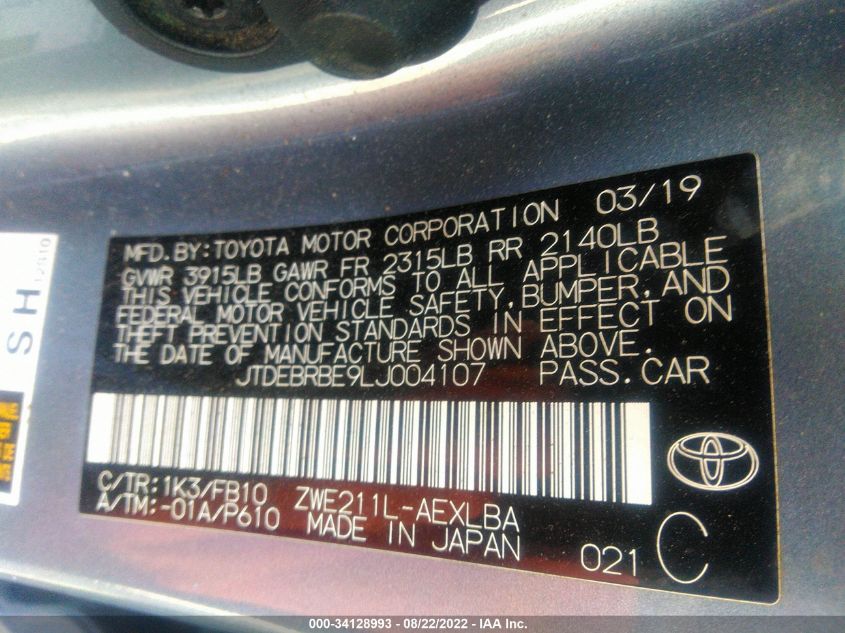 MFD. BY: TOYOTA MOTOR CORPORATION 03/19
GVWR 3915LB GAWR FR 2315LB RR 2140LB
THIS VEHICLE CONFORMS TO ALL APPLICABLE
FEDERAL MOTOR VEHICLE SAFETY, BUMPER, AND
THEFT PREVENTION STANDARDS IN EFFECT ON
THE DATE OF MANUFACTURE SHOWN ABOVE.
JTDEBRBE9LJ004107 PASS.CAR
C/TR:1K3/FB10 ZWE211L-AEXLBA
A/TM:-01A/P610 MADE IN JAPAN
021 C
SH
000-34128993 - 08/22/2022 - IAA Inc.